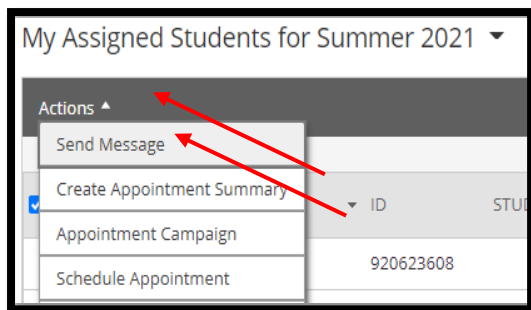 My Assigned Students for Summer 2021
Actions
Send Message
Create Appointment Summary
ID
Appointment Campaign
920623608
Schedule Appointment